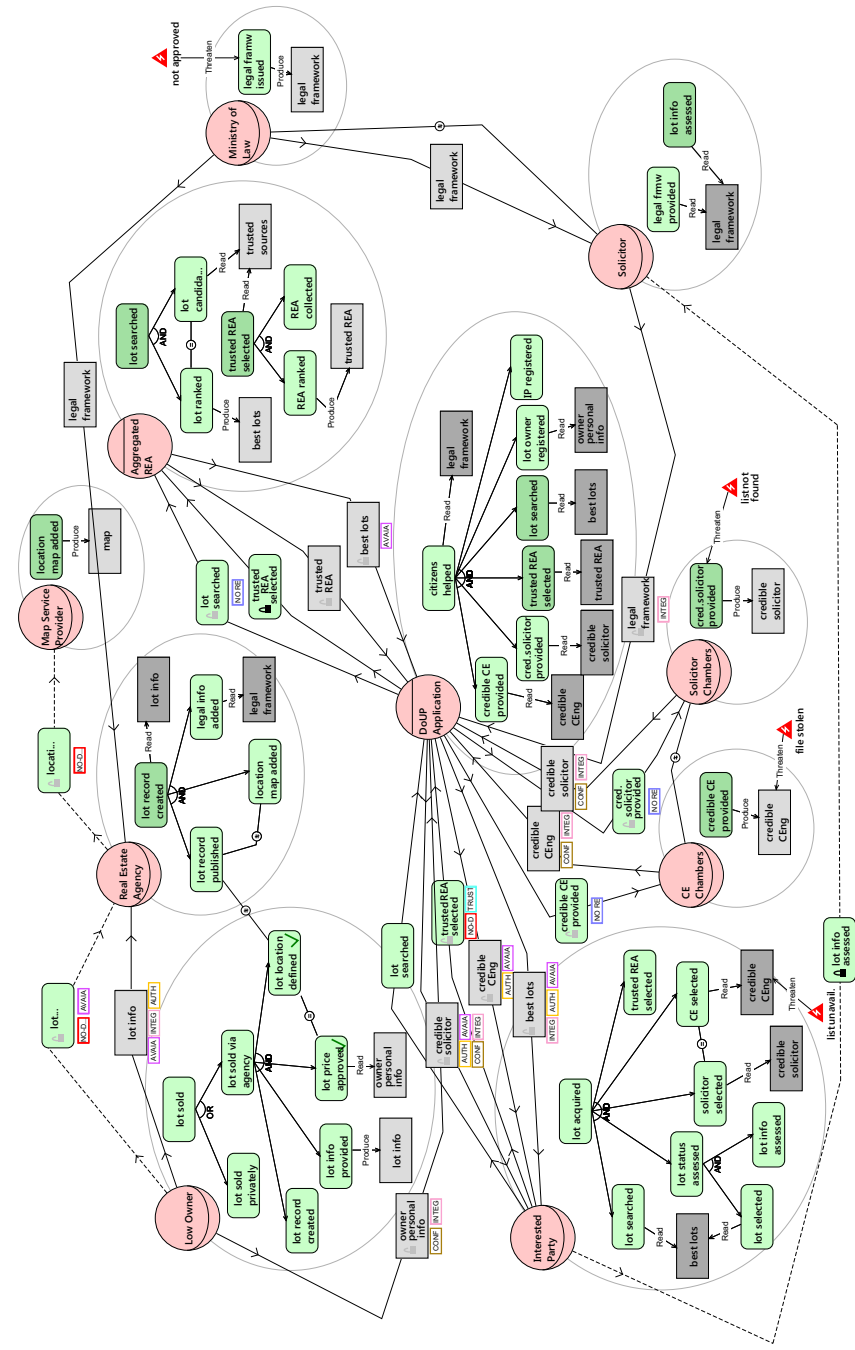 Low Owner
lot sold
OR
lot sold
privately
lot sold via
agency
AND
lot record
created
lot info
provided
Produce
lot info
lot price
approved
Read
owner
personal
info
lot location
defined
lot...
NO-D..
AVAIA
lot info
AVAIA
INTEG
AUTH
Real Estate
Agency
lot record
created
AND
Read
lot info
lot record
published
location
map added
legal info
added
Read
legal
framework
locati...
NO-D..
Map Service
Provider
location
map added
Produce
map
legal
framework
Aggregated
REA
lot searched
AND
lot ranked
Produce
best lots
lot
candida...
Read
trusted
sources
Read
trusted REA
selected
AND
REA ranked
Produce
trusted REA
REA
collected
Ministry of
Law
not approved
Threaten
legal framw
issued
Produce
legal
framework
legal
framework
lot
searched
NO RE
trusted
REA
selected
trusted
REA
best lots
AVAIA
DoUP
Application
citizens
helped
AND
Read
legal
framework
credible CE
provided
Read
credible
CEng
cred.solicitor
provided
Read
credible
solicitor
trusted REA
selected
Read
trusted REA
lot searched
Read
best lots
lot owner
registered
Read
owner
personal
info
IP registered
owner
personal
info
CONF
INTEG
lot
searched
credible
solicitor
AUTH
AVAIA
CONF
INTEG
trusted REA
selected
NO-D
TRUST
credible
CEng
AUTH
AVAIA
best lots
INTEG
AUTH
AVAIA
credible
CEng
CONF
INTEG
credible
solicitor
CONF
INTEG
credible CE
provided
NO RE
cred.
solicitor
provided
NO RE
legal
framework
INTEG
Interested
Party
lot acquired
AND
lot searched
Read
best lots
lot status
assessed
AND
lot selected
Read
lot info
assessed
solicitor
selected
Read
credible
solicitor
CE selected
Read
credible
CEng
trusted REA
selected
Threaten
listunavail.
CE
Chambers
credible CE
provided
Produce
credible
CEng
Threaten
file stolen
Solicitor
Chambers
cred.solicitor
provided
Produce
credible
solicitor
Threaten
listnot
found
Solicitor
legal frmw
provided
Read
legal
framework
lot info
assessed
Read
lot info
assessed